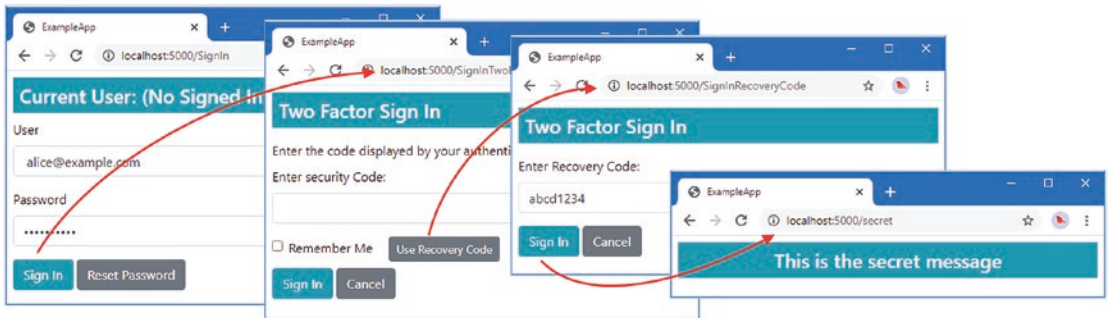 ExampleApp
localhost:5000/SignIn
Current User: (No Signed In
User
alice@example.com
Password
••••••••••
Sign In Reset Password
ExampleApp
localhost:5000/SignInTwo
Two Factor Sign In
Enter the code displayed by your authenti
Enter security Code:
Remember Me Use Recovery Code
Sign In Cancel
ExampleApp
localhost:5000/SignInRecoveryCode
Two Factor Sign In
Enter Recovery Code:
abcd1234
Sign In Cancel
ExampleApp
localhost:5000/secret
This is the secret message